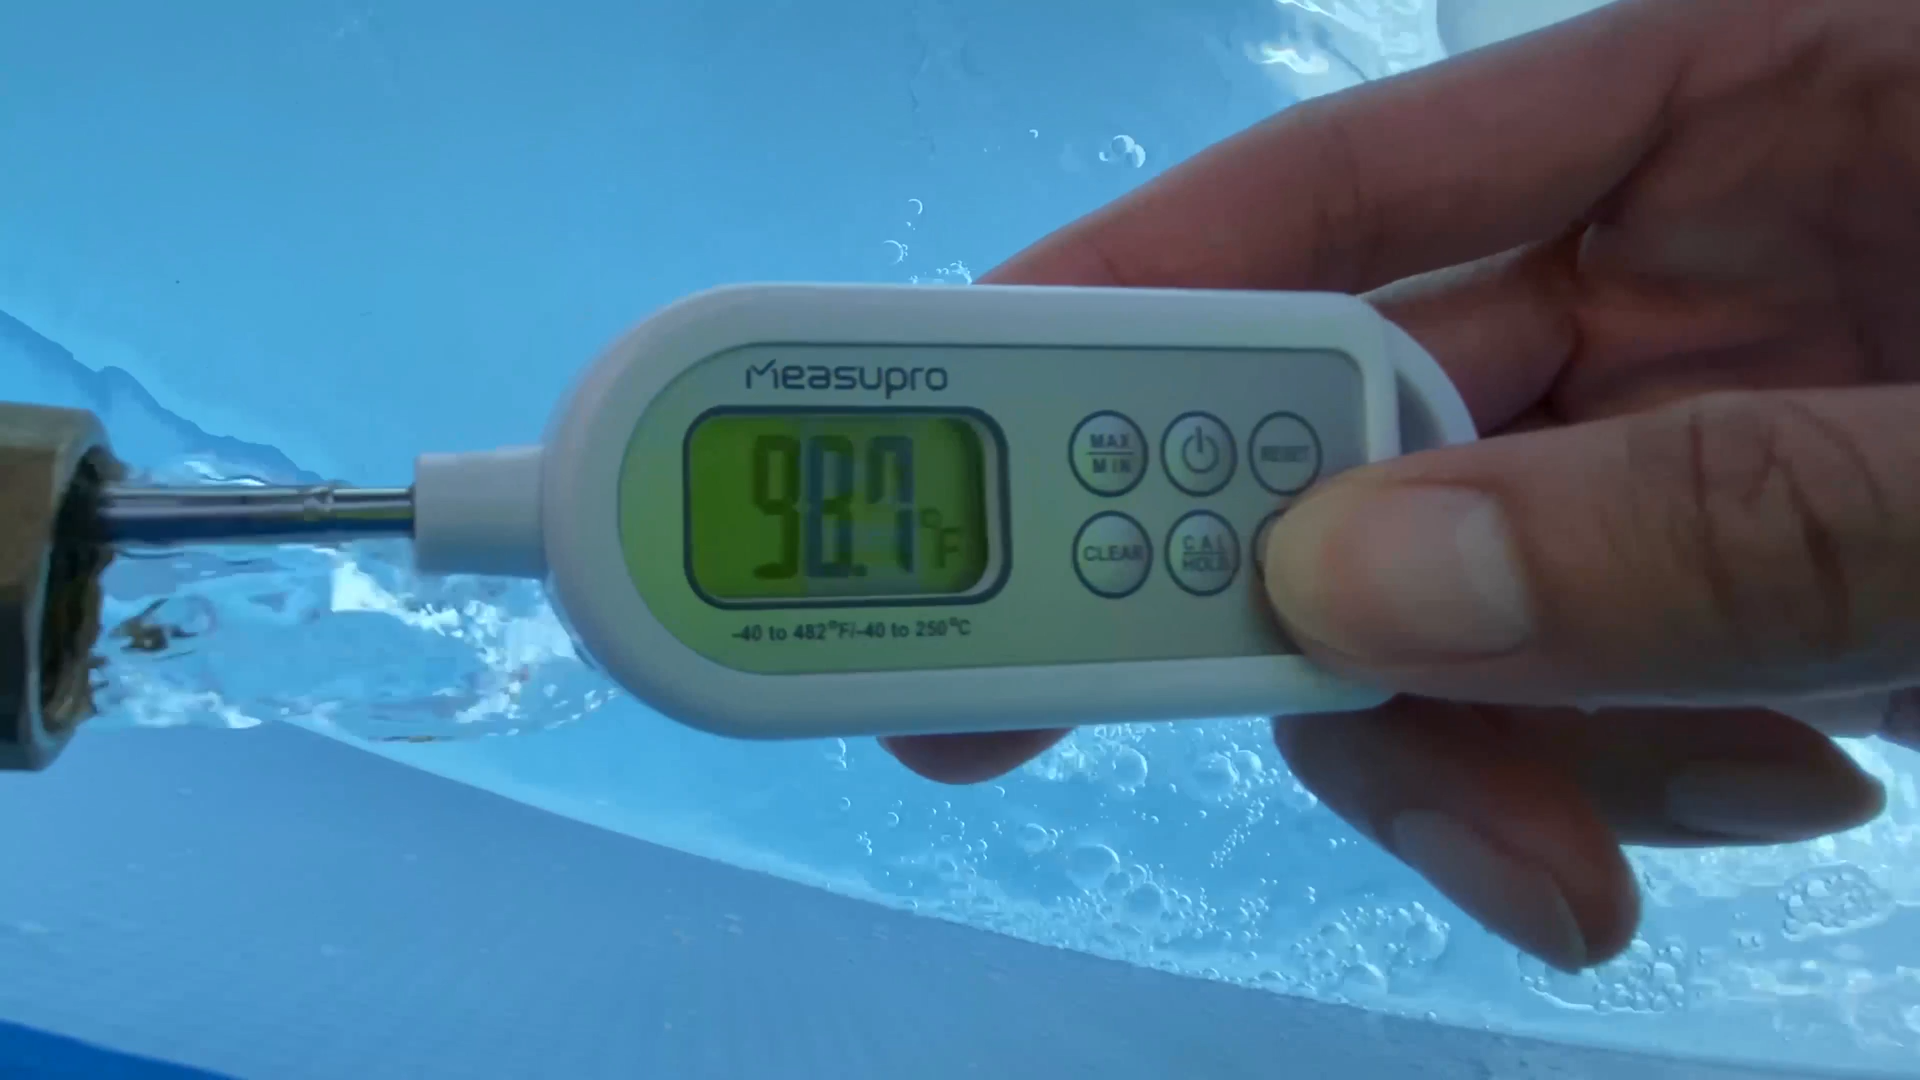 Measupro
98.7 °F
-40 to 482°F/-40 to 250°C
MAX
MIN
RESET
CLEAR
CAL
HOLD